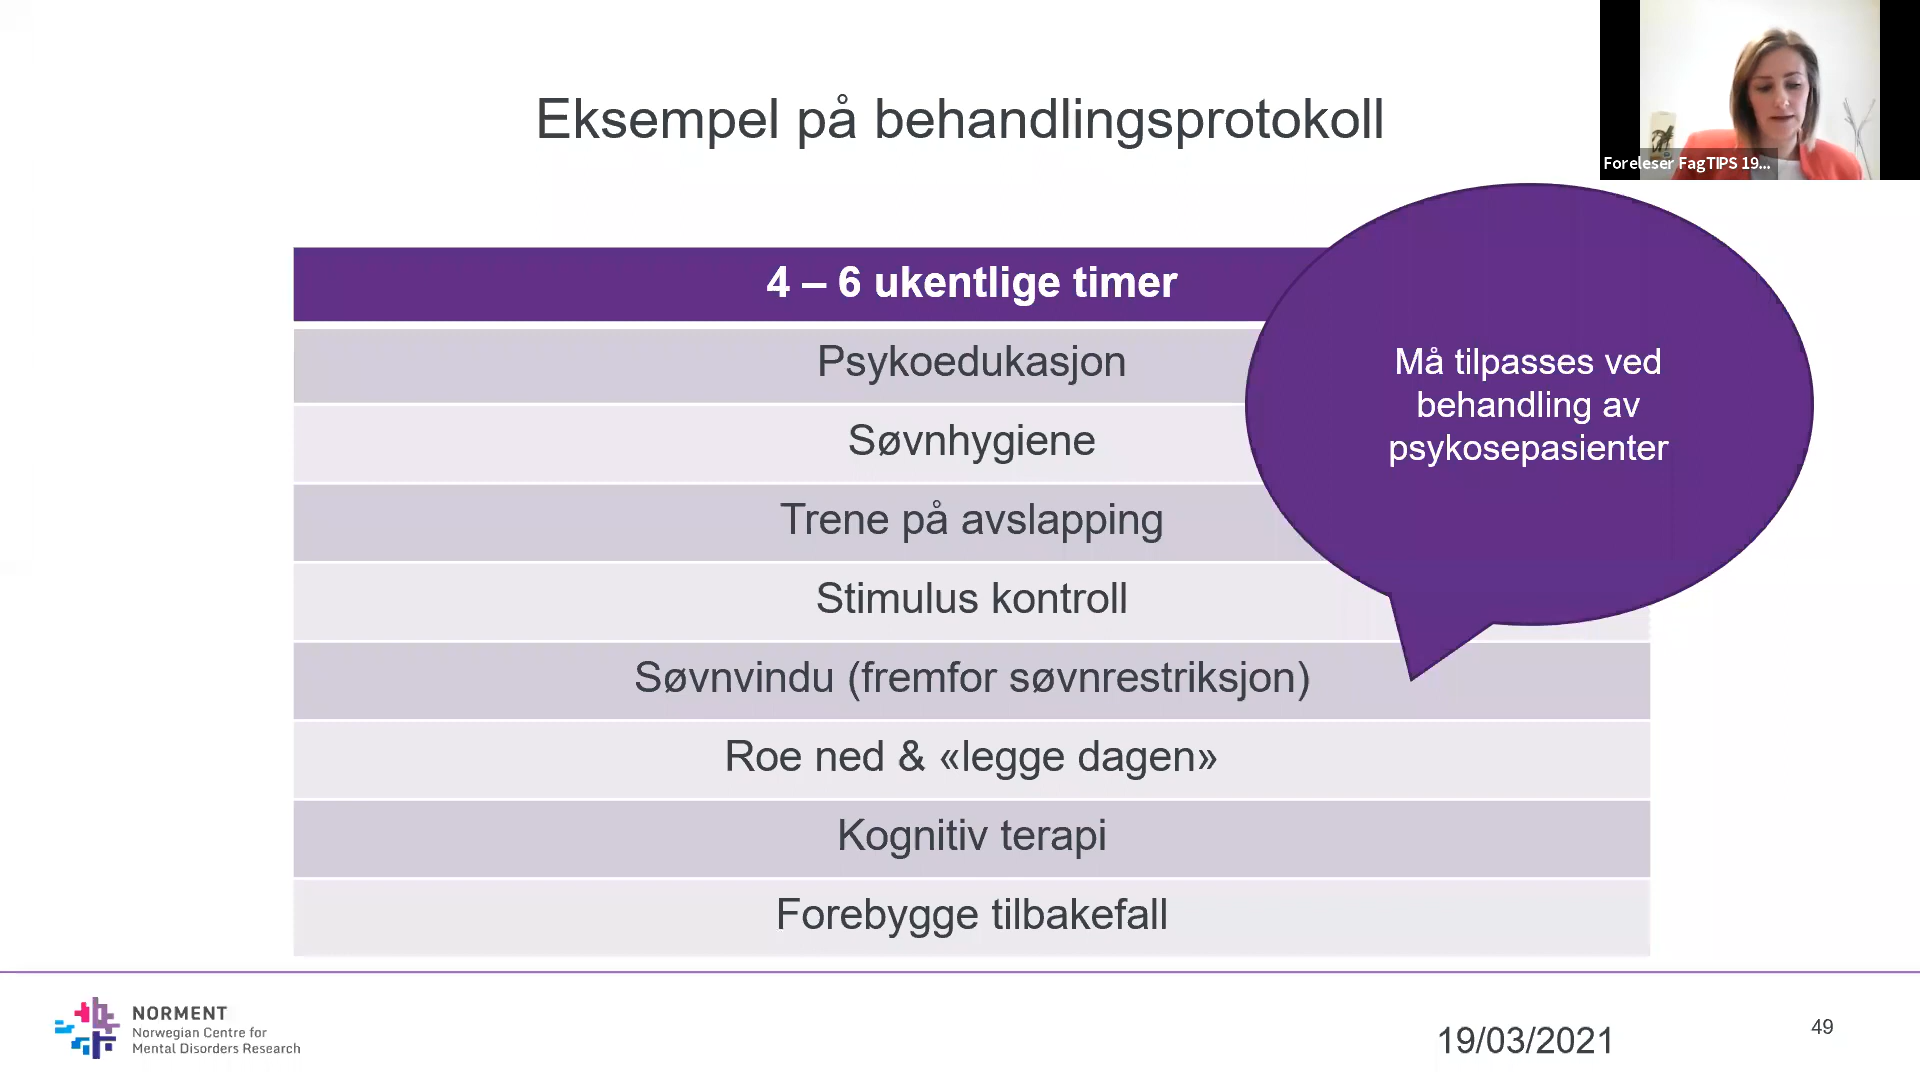 Eksempel på behandlingsprotokoll
Foreleser FagTIPS 19...
4 – 6 ukentlige timer
Psykoedukasjon
Søvnhygiene
Trene på avslapping
Stimulus kontroll
Søvnvindu (fremfor søvnrestriksjon)
Roe ned & «legge dagen»
Kognitiv terapi
Forebygge tilbakefall
Må tilpasses ved
behandling av
psykosepasienter
NORMENT
Norwegian Centre for
Mental Disorders Research
19/03/2021
49